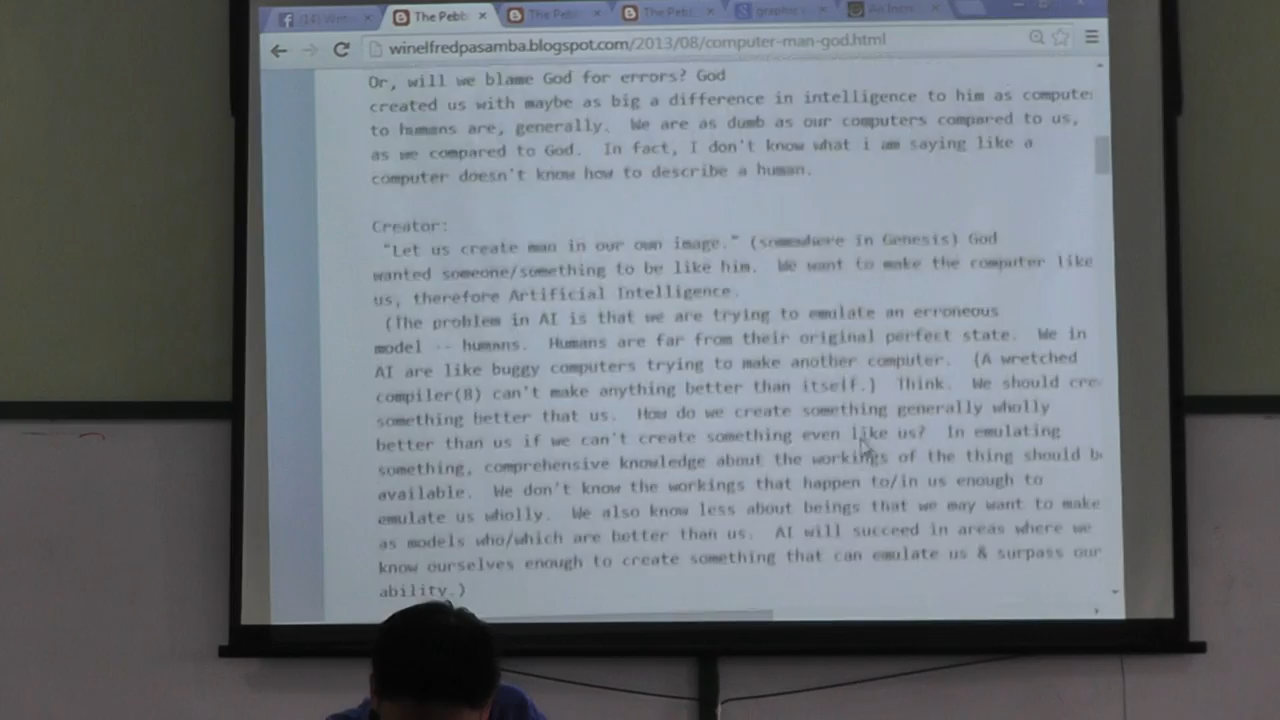 (14) Wine
The Pebb
The Pebb
The Pebb
graphic
An Inem
winelfredpasamba.blogspot.com/2013/08/computer-man-god.html
Or, will we blame God for errors? God
created us with maybe as big a difference in intelligence to him as compute
to humans are, generally. We are as dumb as our computers compared to us,
as we compared to God. In fact, I don't know what i am saying like a
computer doesn't know how to describe a human.
Creator:
"Let us create man in our own image." (somewhere in Genesis) God
wanted someone/something to be like him. We want to make the computer like
us, therefore Artificial Intelligence.
(The problem in AI is that we are trying to emulate an erroneous
model -- humans. Humans are far from their original perfect state. We in
AI are like buggy computers trying to make another computer. {A wretched
compiler(B) can't make anything better than itself.} Think. We should cre
something better that us. How do we create something generally wholly
better than us if we can't create something even like us? In emulating
something, comprehensive knowledge about the workings of the thing should b
available. We don't know the workings that happen to/in us enough to
emulate us wholly. We also know less about beings that we may want to make
as models who/which are better than us. AI will succeed in areas where we
know ourselves enough to create something that can emulate us & surpass our
ability.)